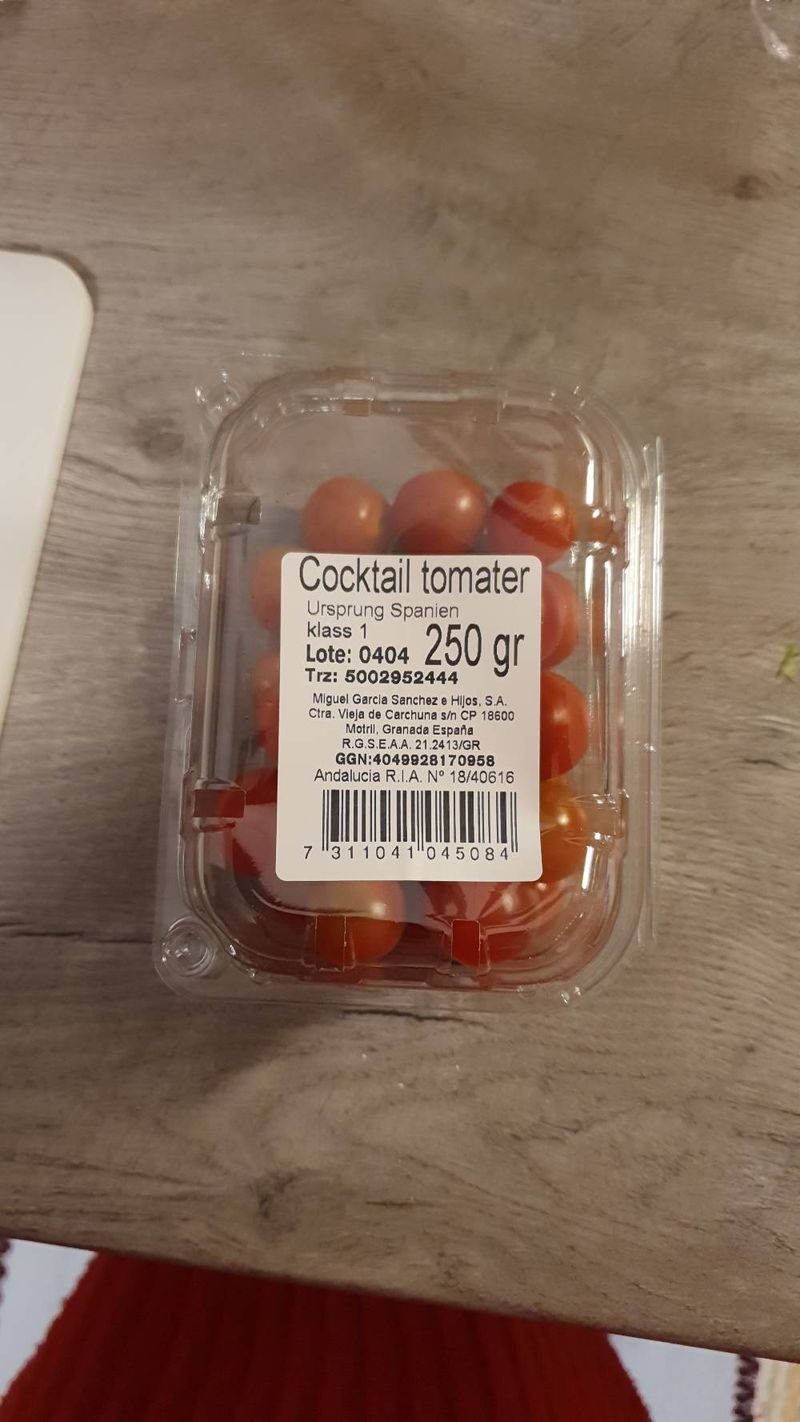 Cocktail tomater
Ursprung Spanien
klass 1
250 gr
Lote: 0404
Trz: 5002952444
Miguel Garcia Sanchez e Hijos, S.A.
Ctra. Vieja de Carchuna s/n CP 18600
Motril, Granada España
R.G.S.E.A.A. 21.2413/GR
GGN:4049928170958
Andalucia R.I.A. Nº 18/40616
7 311041 045084